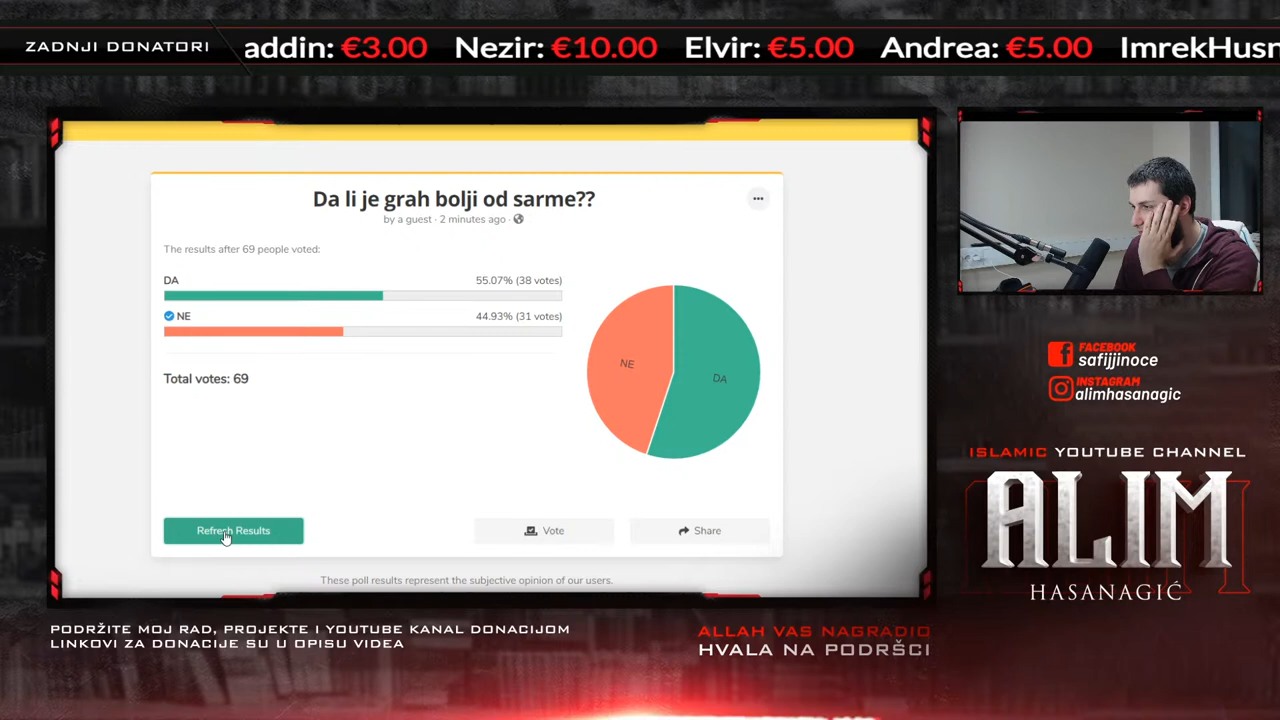 ZADNJI DONATORI
addin: €3.00 Nezir: €10.00 Elvir: €5.00 Andrea: €5.00 ImrekHusn
Da li je grah bolji od sarme??
by a guest · 2 minutes ago ·
The results after 69 people voted:
DA 55.07% (38 votes)
NE 44.93% (31 votes)
NE
DA
Total votes: 69
Refresh Results
Vote
Share
These poll results represent the subjective opinion of our users.
FACEBOOK
safijjinoce
INSTAGRAM
alimhasanagic
ISLAMIC YOUTUBE CHANNEL
ALIM
HASANAGIĆ
PODRŽITE MOJ RAD, PROJEKTE I YOUTUBE KANAL DONACIJOM
LINKOVI ZA DONACIJE SU U OPISU VIDEA
ALLAH VAS NAGRADIO
HVALA NA PODRŠCI